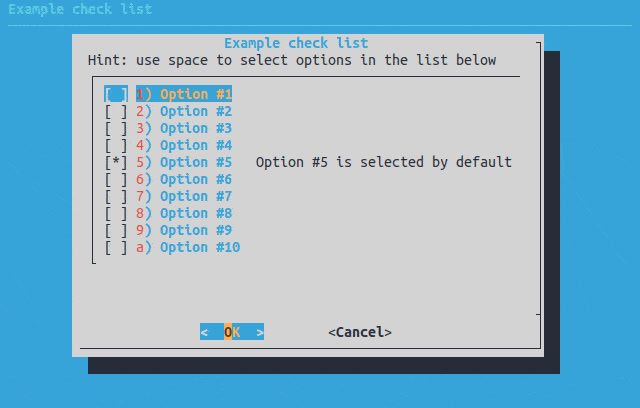 Example check list
Example check list
Hint: use space to select options in the list below
[ ] 1) Option #1
[ ] 2) Option #2
[ ] 3) Option #3
[ ] 4) Option #4
[*] 5) Option #5 Option #5 is selected by default
[ ] 6) Option #6
[ ] 7) Option #7
[ ] 8) Option #8
[ ] 9) Option #9
[ ] a) Option #10
< OK > <Cancel>